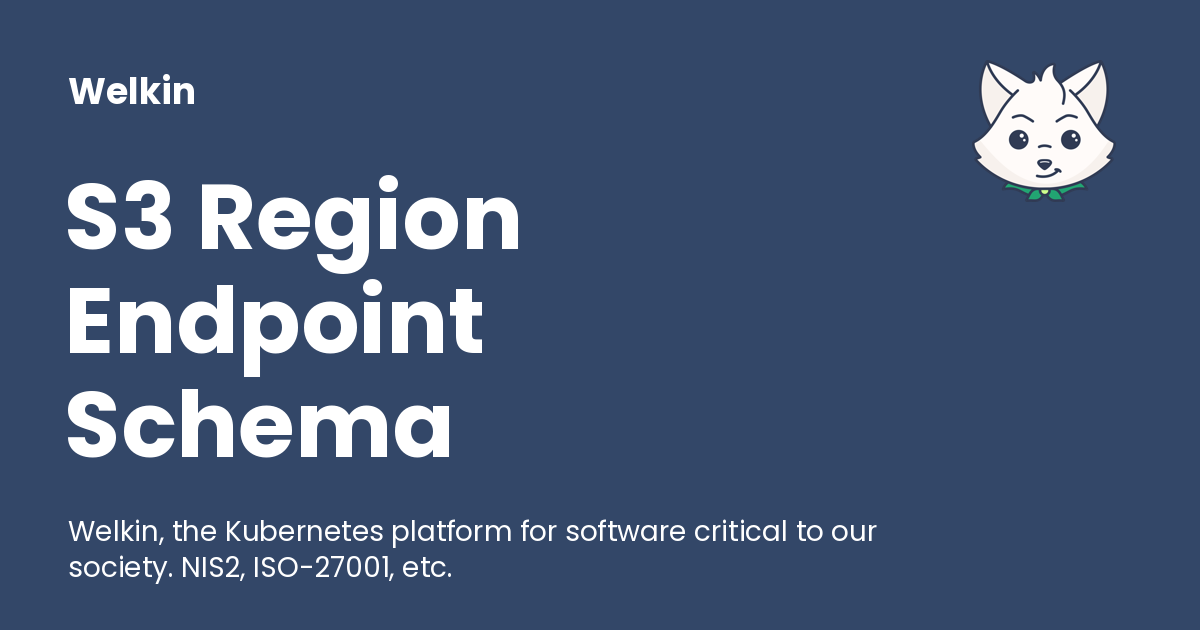 Welkin
S3 Region
Endpoint
Schema
Welkin, the Kubernetes platform for software critical to our
society. NIS2, ISO-27001, etc.